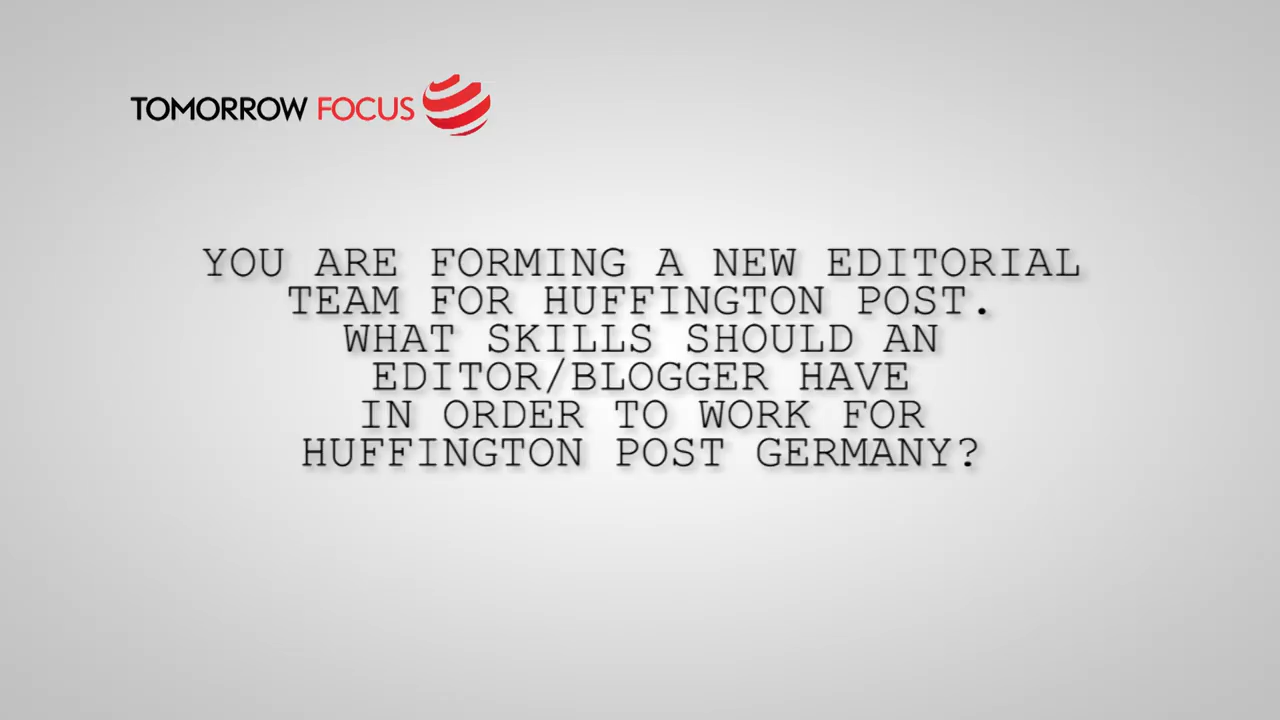 TOMORROW FOCUS
YOU ARE FORMING A NEW EDITORIAL
TEAM FOR HUFFINGTON POST.
WHAT SKILLS SHOULD AN
EDITOR/BLOGGER HAVE
IN ORDER TO WORK FOR
HUFFINGTON POST GERMANY?